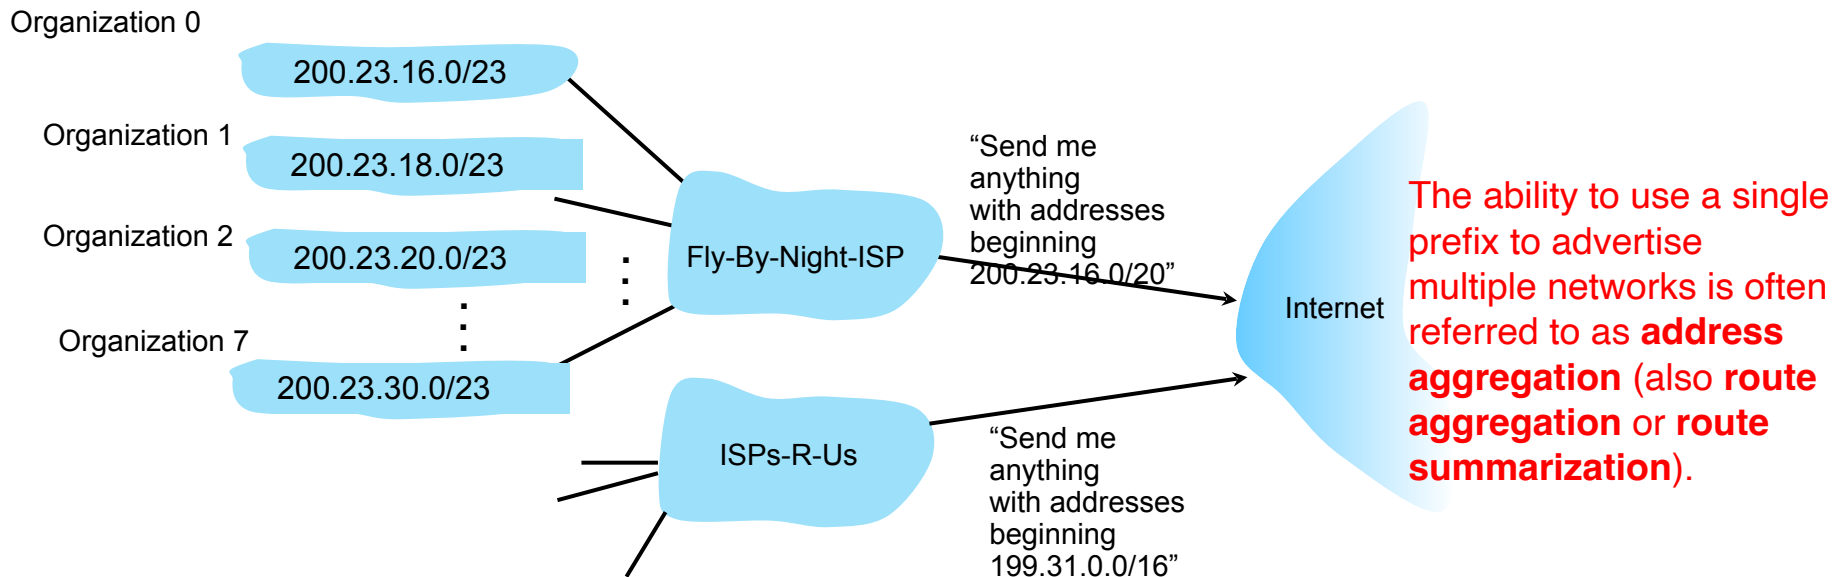 Organization 0
200.23.16.0/23
Organization 1
200.23.18.0/23
Organization 2
200.23.20.0/23
Organization 7
200.23.30.0/23
Fly-By-Night-ISP
“Send me
anything
with addresses
beginning
200.23.16.0/20”
ISPs-R-Us
“Send me
anything
with addresses
beginning
199.31.0.0/16”
Internet
The ability to use a single
prefix to advertise
multiple networks is often
referred to as address
aggregation (also route
aggregation or route
summarization).